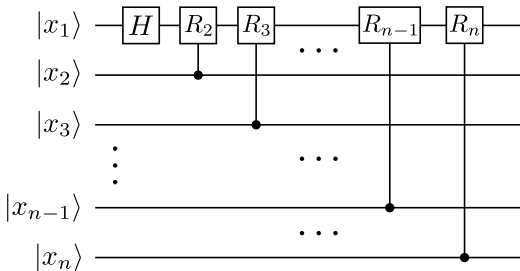 |x₁⟩ H R₂ R₃ ··· Rₙ₋₁ Rₙ
|x₂⟩
|x₃⟩
⋮ ···
|xₙ₋₁⟩
···
|xₙ⟩